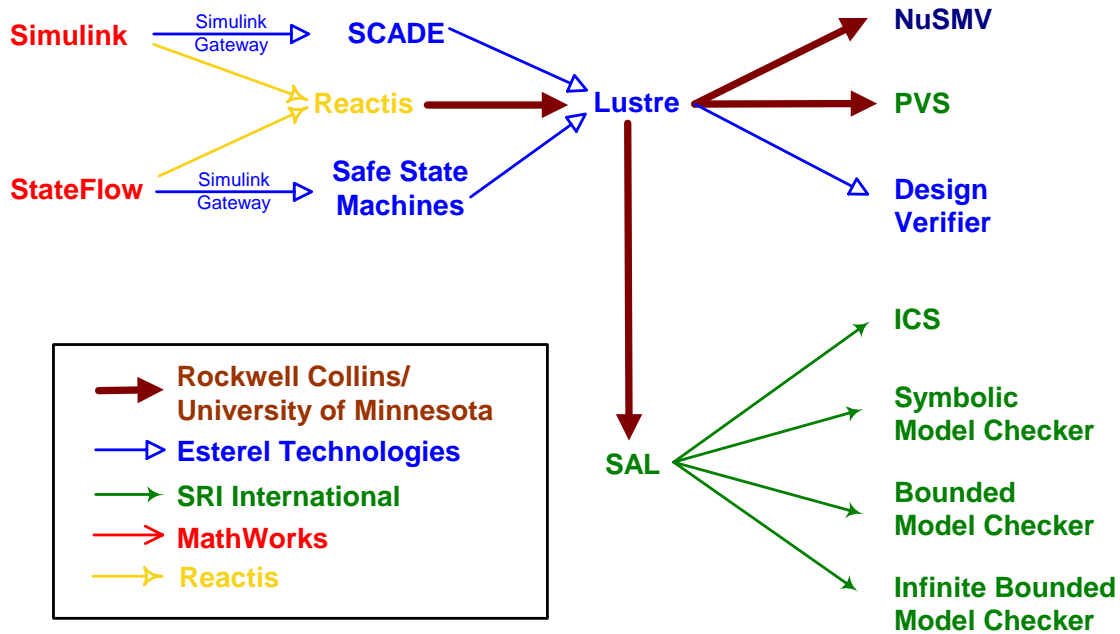 Simulink
Simulink
Gateway
SCADE
NuSMV
Reactis
Lustre
PVS
StateFlow
Simulink
Gateway
Safe State
Machines
Design
Verifier
ICS
Symbolic
Model Checker
SAL
Bounded
Model Checker
Infinite Bounded
Model Checker
Rockwell Collins/
University of Minnesota
Esterel Technologies
SRI International
MathWorks
Reactis